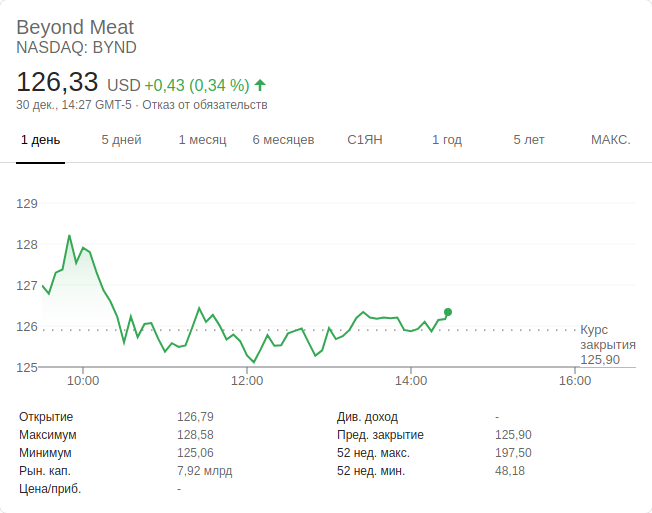 Beyond Meat
NASDAQ: BYND
126,33 USD +0,43 (0,34 %)
30 дек., 14:27 GMT-5 · Отказ от обязательств
1 день 5 дней 1 месяц 6 месяцев С1ЯН 1 год 5 лет МАКС.
129
128
127
126
125
Курс
закрытия
125,90
10:00 12:00 14:00 16:00
Открытие 126,79 Див. доход -
Максимум 128,58 Пред. закрытие 125,90
Минимум 125,06 52 нед. макс. 197,50
Рын. кап. 7,92 млрд 52 нед. мин. 48,18
Цена/приб. -